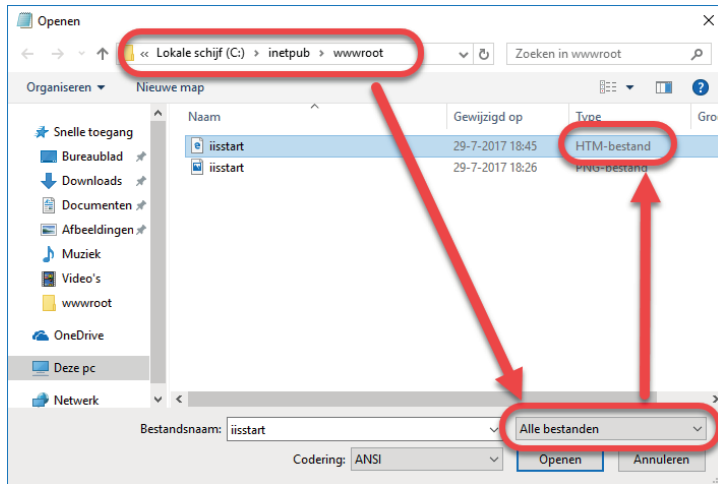 Openen
« Lokale schijf (C:) › inetpub › wwwroot
Zoeken in wwwroot
Organiseren
Nieuwe map
Naam
Gewijzigd op
Type
Gro
Snelle toegang
Bureaublad
Downloads
Documenten
Afbeeldingen
Muziek
Video's
wwwroot
OneDrive
Deze pc
Netwerk
iisstart 29-7-2017 18:45 HTM-bestand
iisstart 29-7-2017 18:26 PNG-bestand
Bestandsnaam: iisstart
Alle bestanden
Codering: ANSI
Openen
Annuleren